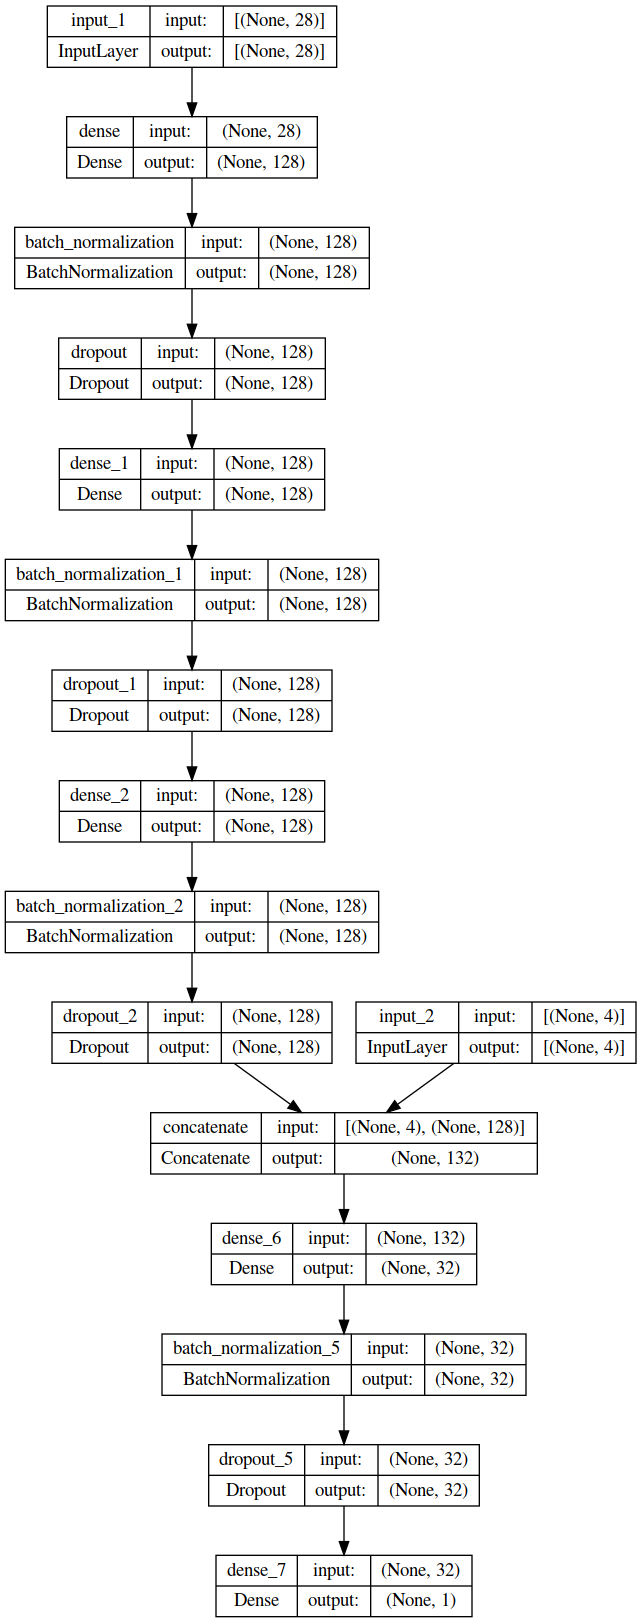 input_1 input: [(None, 28)]
InputLayer output: [(None, 28)]
dense input: (None, 28)
Dense output: (None, 128)
batch_normalization input: (None, 128)
BatchNormalization output: (None, 128)
dropout input: (None, 128)
Dropout output: (None, 128)
dense_1 input: (None, 128)
Dense output: (None, 128)
batch_normalization_1 input: (None, 128)
BatchNormalization output: (None, 128)
dropout_1 input: (None, 128)
Dropout output: (None, 128)
dense_2 input: (None, 128)
Dense output: (None, 128)
batch_normalization_2 input: (None, 128)
BatchNormalization output: (None, 128)
dropout_2 input: (None, 128)
Dropout output: (None, 128)
input_2 input: [(None, 4)]
InputLayer output: [(None, 4)]
concatenate input: [(None, 4), (None, 128)]
Concatenate output: (None, 132)
dense_6 input: (None, 132)
Dense output: (None, 32)
batch_normalization_5 input: (None, 32)
BatchNormalization output: (None, 32)
dropout_5 input: (None, 32)
Dropout output: (None, 32)
dense_7 input: (None, 32)
Dense output: (None, 1)